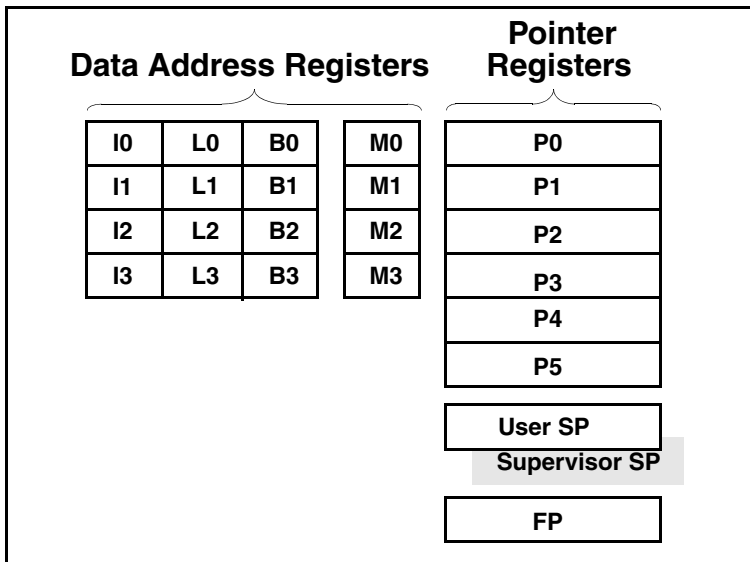 Data Address Registers
Pointer
Registers
I0 L0 B0 M0 P0
I1 L1 B1 M1 P1
I2 L2 B2 M2 P2
I3 L3 B3 M3 P3
P4
P5
User SP
Supervisor SP
FP